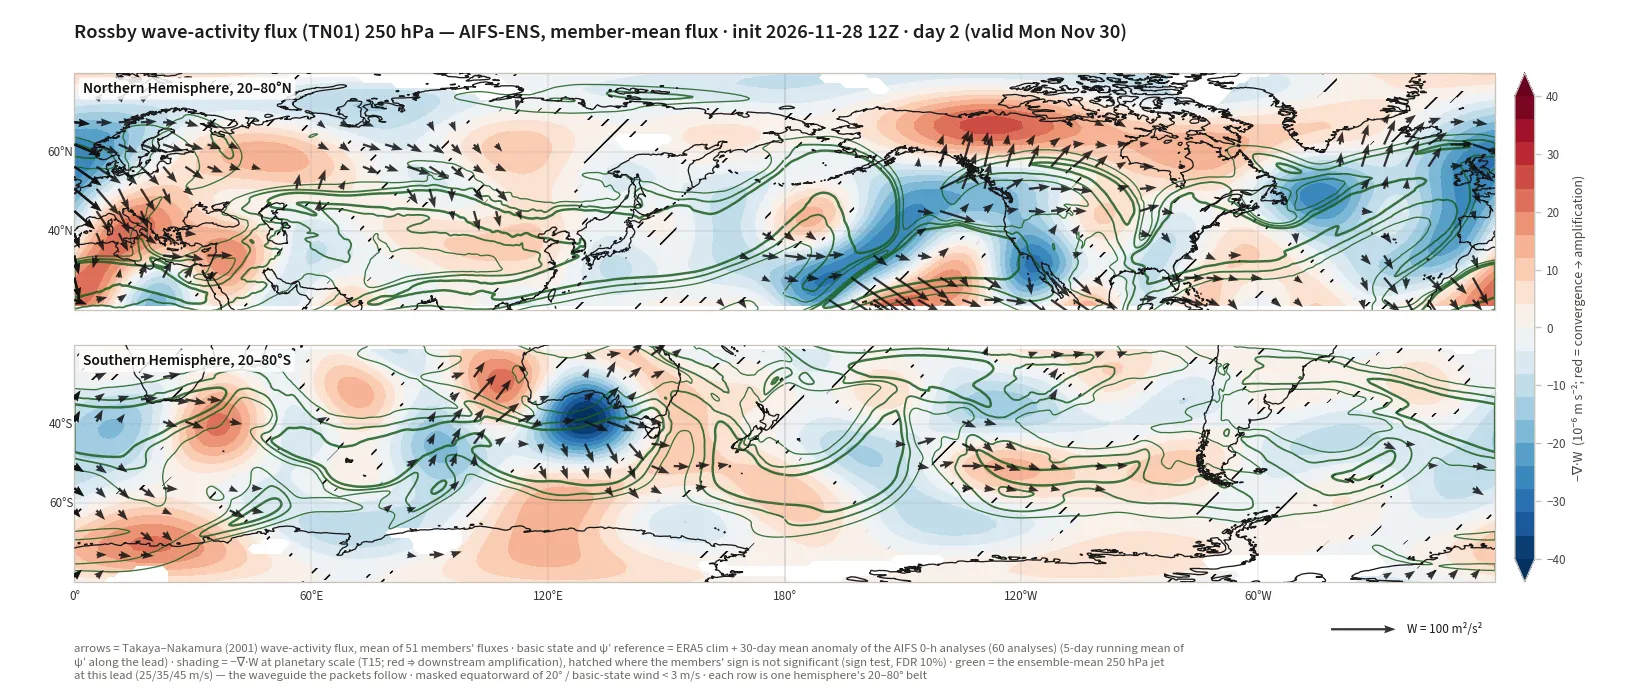 Rossby wave-activity flux (TN01) 250 hPa — AIFS-ENS, member-mean flux · init 2026-11-28 12Z · day 2 (valid Mon Nov 30)
Northern Hemisphere, 20–80°N
60°N
40°N
Southern Hemisphere, 20–80°S
40°S
60°S
0°
60°E
120°E
180°
120°W
60°W
40
30
20
10
0
−10
−20
−30
−40
−∇·W (10⁻⁶ m s⁻²; red = convergence → amplification)
W = 100 m²/s²
arrows = Takaya–Nakamura (2001) wave-activity flux, mean of 51 members' fluxes · basic state and ψ' reference = ERA5 clim + 30-day mean anomaly of the AIFS 0-h analyses (60 analyses) (5-day running mean of
ψ' along the lead) · shading = −∇·W at planetary scale (T15; red ⇒ downstream amplification), hatched where the members' sign is not significant (sign test, FDR 10%) · green = the ensemble-mean 250 hPa jet
at this lead (25/35/45 m/s) — the waveguide the packets follow · masked equatorward of 20° / basic-state wind < 3 m/s · each row is one hemisphere's 20–80° belt